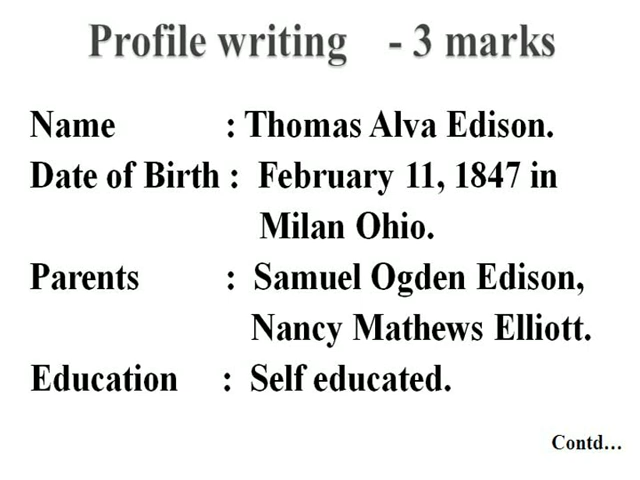 Profile writing - 3 marks
Name : Thomas Alva Edison.
Date of Birth : February 11, 1847 in
Milan Ohio.
Parents : Samuel Ogden Edison,
Nancy Mathews Elliott.
Education : Self educated.
Contd...